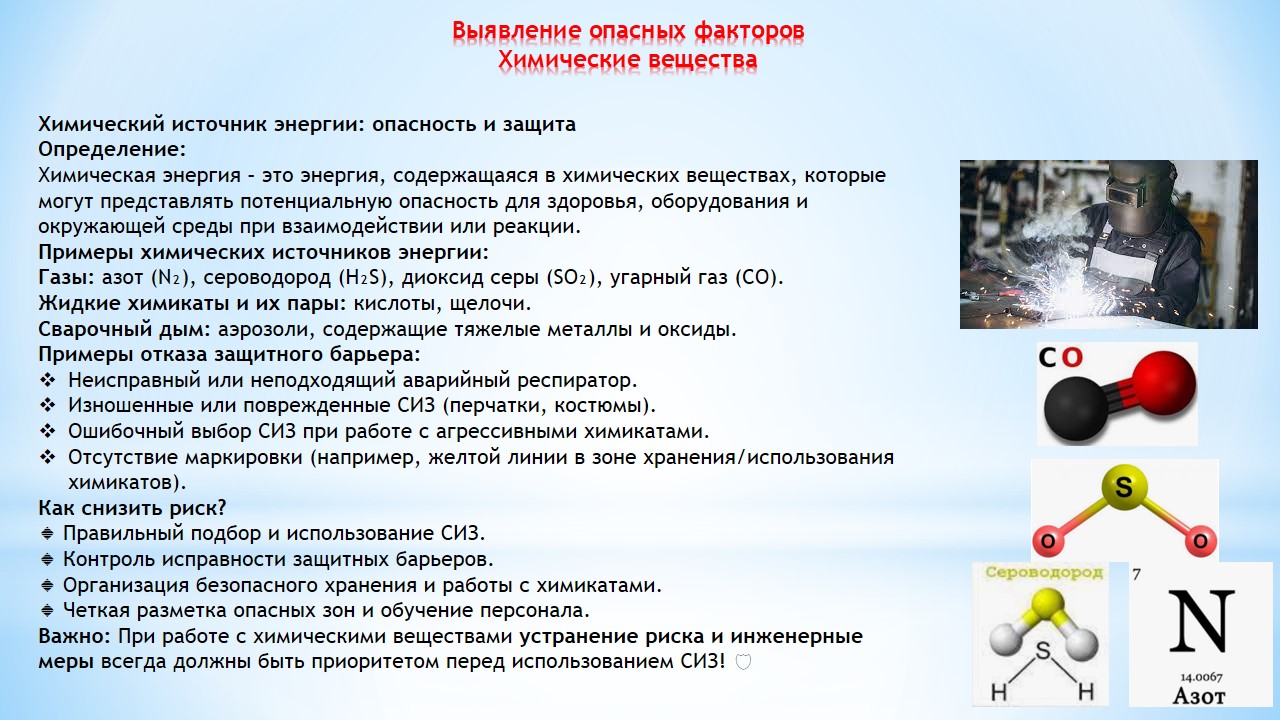 Выявление опасных факторов
Химические вещества
Химический источник энергии: опасность и защита
Определение:
Химическая энергия – это энергия, содержащаяся в химических веществах, которые
могут представлять потенциальную опасность для здоровья, оборудования и
окружающей среды при взаимодействии или реакции.
Примеры химических источников энергии:
Газы: азот (N₂), сероводород (H₂S), диоксид серы (SO₂), угарный газ (CO).
Жидкие химикаты и их пары: кислоты, щелочи.
Сварочный дым: аэрозоли, содержащие тяжелые металлы и оксиды.
Примеры отказа защитного барьера:
❖ Неисправный или неподходящий аварийный респиратор.
❖ Изношенные или поврежденные СИЗ (перчатки, костюмы).
❖ Ошибочный выбор СИЗ при работе с агрессивными химикатами.
❖ Отсутствие маркировки (например, желтой линии в зоне хранения/использования
химикатов).
Как снизить риск?
Правильный подбор и использование СИЗ.
Контроль исправности защитных барьеров.
Организация безопасного хранения и работы с химикатами.
Четкая разметка опасных зон и обучение персонала.
Важно: При работе с химическими веществами устранение риска и инженерные
меры всегда должны быть приоритетом перед использованием СИЗ!
C O
S
O O
Сероводород
S
H H
7
N
14.0067
Азот